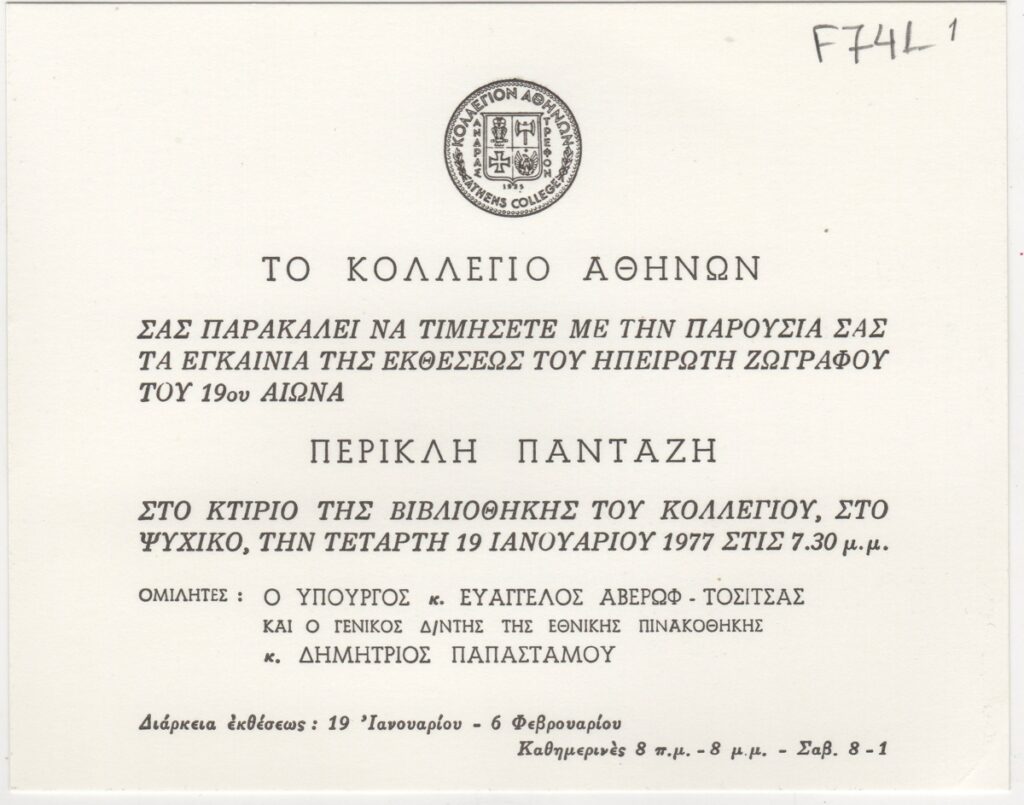 F74L 1
ΚΟΛΛΕΓΙΟΝ ΑΘΗΝΩΝ
ΑΝΔΡΑΣ ΤΡΕΦΟΝ
1925
ATHENS COLLEGE
ΤΟ ΚΟΛΛΕΓΙΟ ΑΘΗΝΩΝ
ΣΑΣ ΠΑΡΑΚΑΛΕΙ ΝΑ ΤΙΜΗΣΕΤΕ ΜΕ ΤΗΝ ΠΑΡΟΥΣΙΑ ΣΑΣ
ΤΑ ΕΓΚΑΙΝΙΑ ΤΗΣ ΕΚΘΕΣΕΩΣ ΤΟΥ ΗΠΕΙΡΩΤΗ ΖΩΓΡΑΦΟΥ
ΤΟΥ 19ου ΑΙΩΝΑ
ΠΕΡΙΚΛΗ ΠΑΝΤΑΖΗ
ΣΤΟ ΚΤΙΡΙΟ ΤΗΣ ΒΙΒΛΙΟΘΗΚΗΣ ΤΟΥ ΚΟΛΛΕΓΙΟΥ, ΣΤΟ
ΨΥΧΙΚΟ, ΤΗΝ ΤΕΤΑΡΤΗ 19 ΙΑΝΟΥΑΡΙΟΥ 1977 ΣΤΙΣ 7.30 μ.μ.
ΟΜΙΛΗΤΕΣ : Ο ΥΠΟΥΡΓΟΣ κ. ΕΥΑΓΓΕΛΟΣ ΑΒΕΡΩΦ - ΤΟΣΙΤΣΑΣ
ΚΑΙ Ο ΓΕΝΙΚΟΣ Δ/ΝΤΗΣ ΤΗΣ ΕΘΝΙΚΗΣ ΠΙΝΑΚΟΘΗΚΗΣ
κ. ΔΗΜΗΤΡΙΟΣ ΠΑΠΑΣΤΑΜΟΥ
Διάρκεια ἐκθέσεως : 19 Ἰανουαρίου - 6 Φεβρουαρίου
Καθημερινὲς 8 π.μ. - 8 μ.μ. - Σαβ. 8 - 1